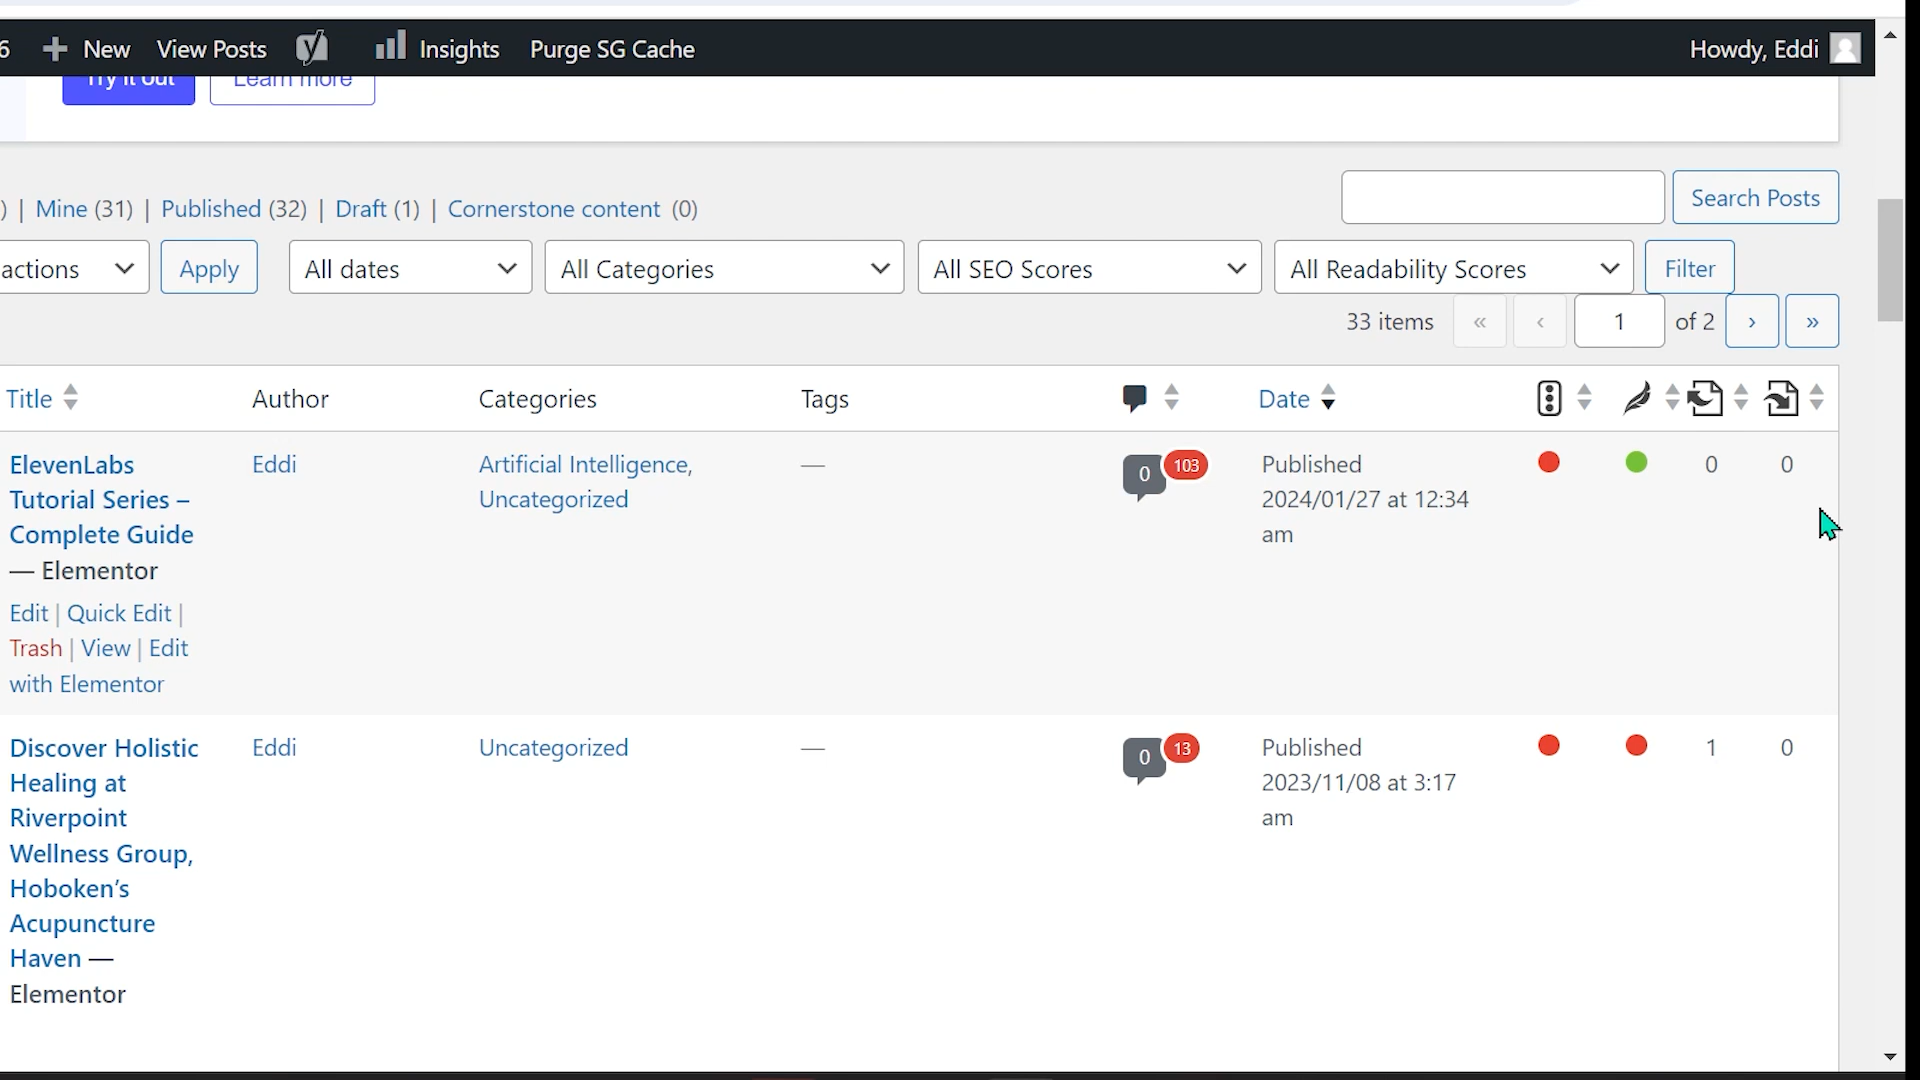 6 New View Posts Insights Purge SG Cache Howdy, Eddi
Try it out Learn more
) | Mine (31) | Published (32) | Draft (1) | Cornerstone content (0) Search Posts
actions Apply All dates All Categories All SEO Scores All Readability Scores Filter
33 items « ‹ 1 of 2 › »
Title Author Categories Tags Date
ElevenLabs Eddi Artificial Intelligence, — 0 103 Published 0 0
Tutorial Series – Uncategorized 2024/01/27 at 12:34
Complete Guide am
— Elementor
Edit | Quick Edit |
Trash | View | Edit
with Elementor
Discover Holistic Eddi Uncategorized — 0 13 Published 1 0
Healing at 2023/11/08 at 3:17
Riverpoint am
Wellness Group,
Hoboken’s
Acupuncture
Haven —
Elementor